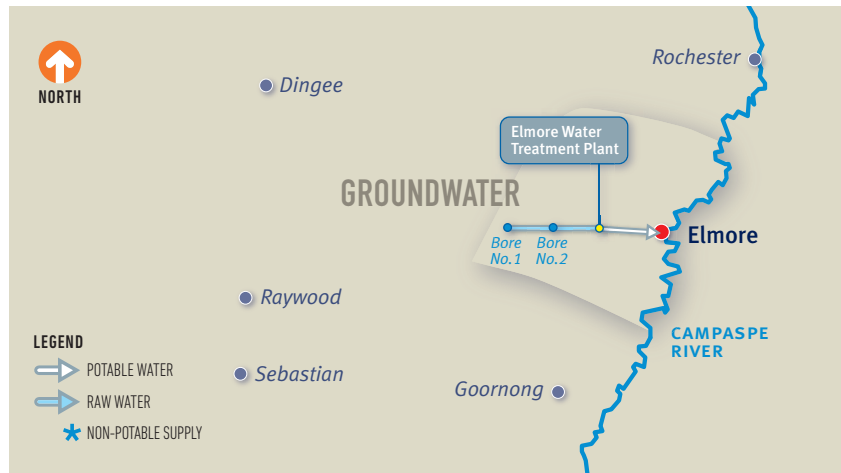 NORTH
Dingee
Rochester
Elmore Water
Treatment Plant
GROUNDWATER
Bore
No.1
Bore
No.2
Elmore
Raywood
CAMPASPE
RIVER
LEGEND
POTABLE WATER
RAW WATER
NON-POTABLE SUPPLY
Sebastian
Goornong